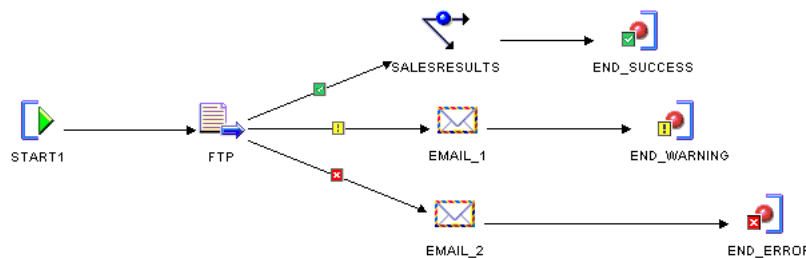 SALESRESULTS
END_SUCCESS
START1
FTP
EMAIL_1
END_WARNING
EMAIL_2
END_ERROR